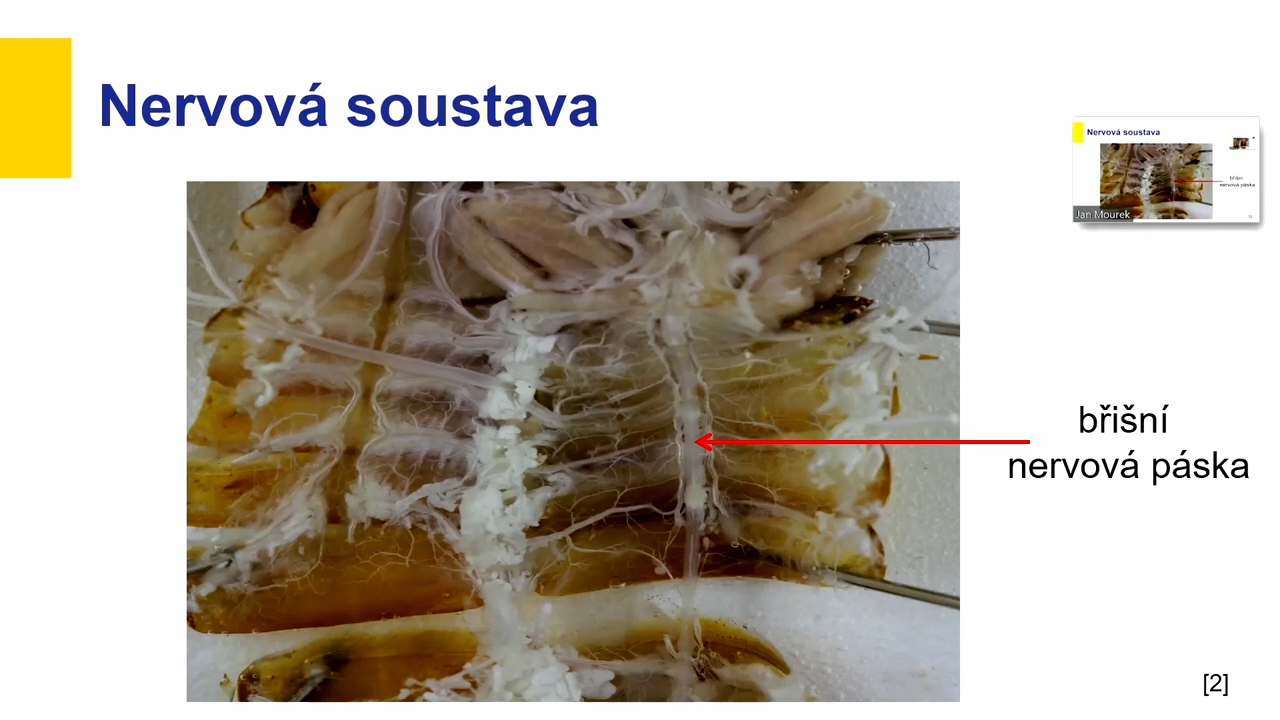 Nervová soustava
Nervová soustava
břišní
nervová páska
Jan Mourek
břišní
nervová páska
[2]